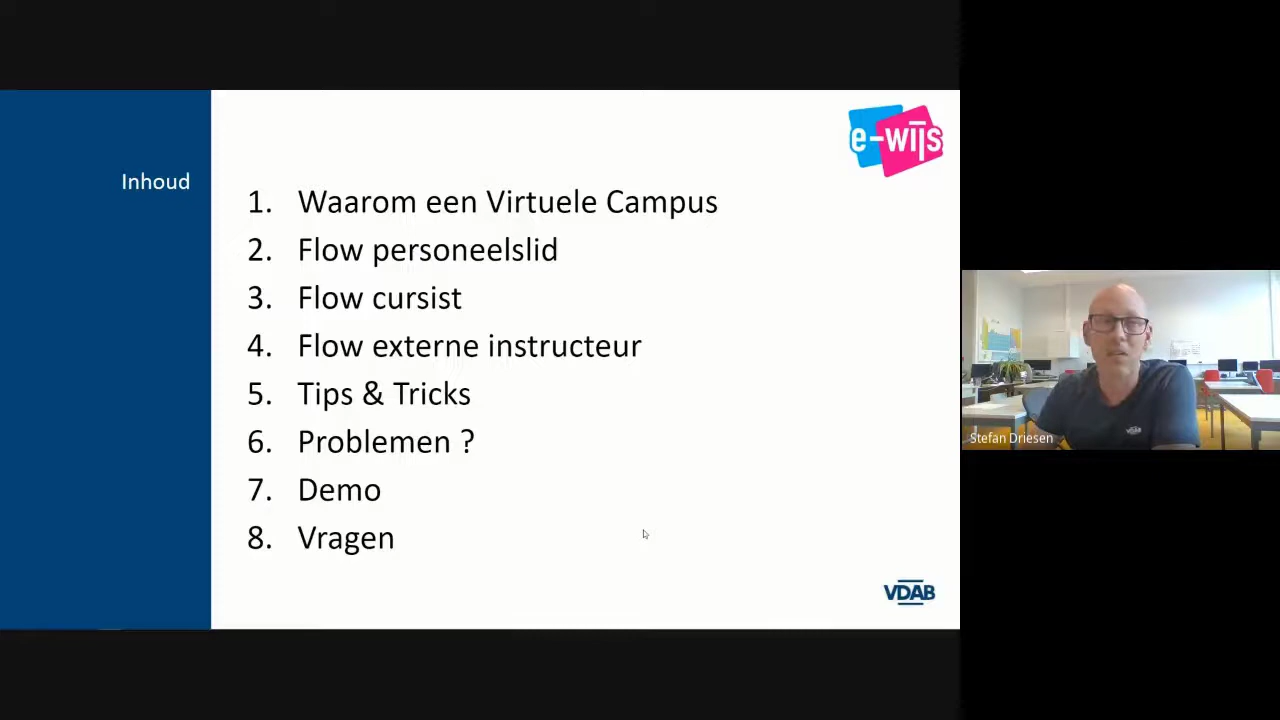 e-wijs
Inhoud
1. Waarom een Virtuele Campus
2. Flow personeelslid
3. Flow cursist
4. Flow externe instructeur
5. Tips & Tricks
6. Problemen ?
7. Demo
8. Vragen
VDAB
Stefan Driesen